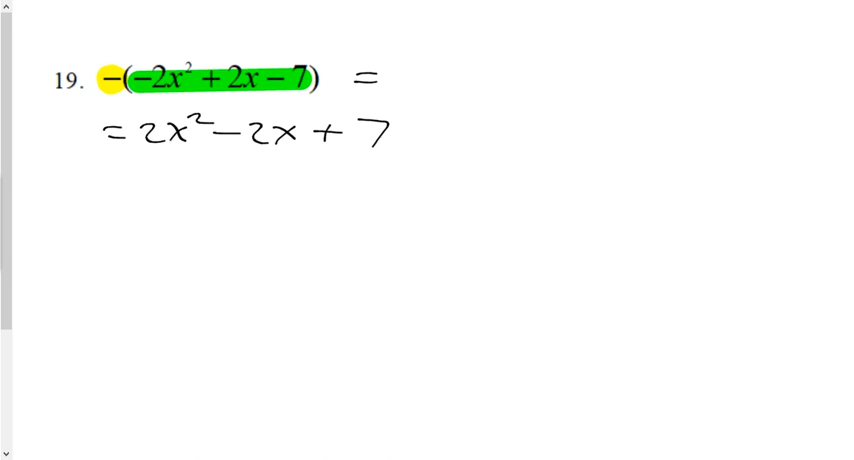 19. −(−2x² + 2x − 7) =
= 2x² − 2x + 7